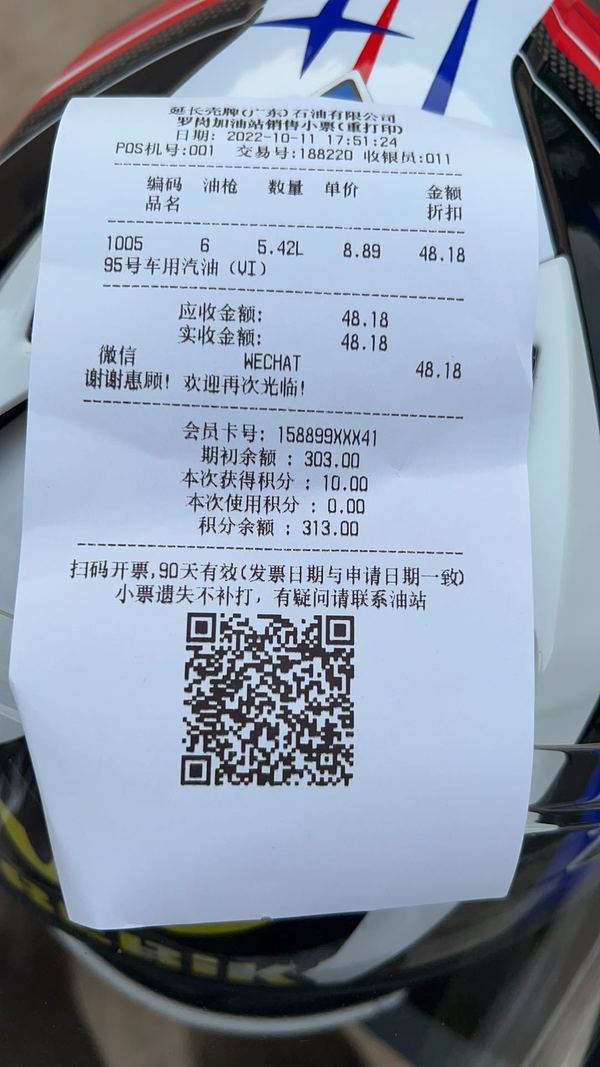 延长壳牌(广东)石油有限公司
罗岗加油站销售小票(重打印)
日期: 2022-10-11 17:51:24
POS机号:001 交易号:188220 收银员:011
编码 油枪 数量 单价 金额
品名 折扣
1005 6 5.42L 8.89 48.18
95号车用汽油（VI）
应收金额: 48.18
实收金额: 48.18
微信 WECHAT 48.18
谢谢惠顾! 欢迎再次光临!
会员卡号: 158899XXX41
期初余额 : 303.00
本次获得积分 : 10.00
本次使用积分 : 0.00
积分余额 : 313.00
扫码开票,90天有效(发票日期与申请日期一致)
小票遗失不补打, 有疑问请联系油站